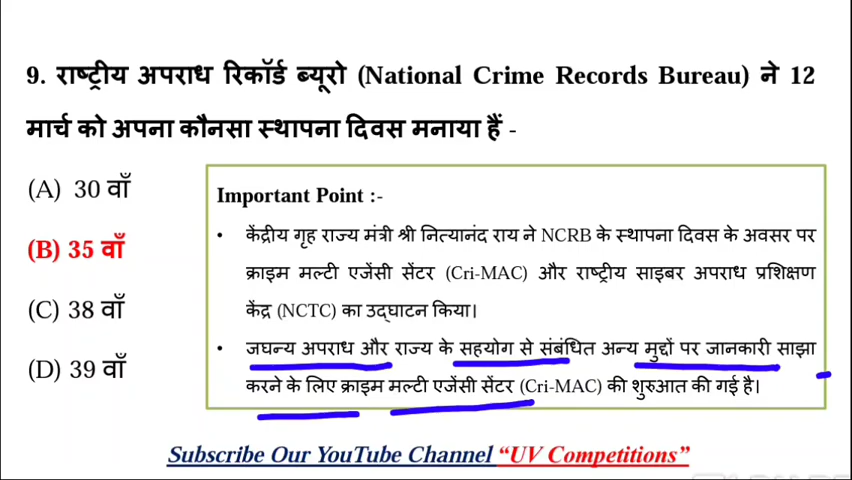 9. राष्ट्रीय अपराध रिकॉर्ड ब्यूरो (National Crime Records Bureau) ने 12
मार्च को अपना कौनसा स्थापना दिवस मनाया हैं -
(A) 30 वाँ
(B) 35 वाँ
(C) 38 वाँ
(D) 39 वाँ
Important Point :-
• केंद्रीय गृह राज्य मंत्री श्री नित्यानंद राय ने NCRB के स्थापना दिवस के अवसर पर
क्राइम मल्टी एजेंसी सेंटर (Cri-MAC) और राष्ट्रीय साइबर अपराध प्रशिक्षण
केंद्र (NCTC) का उद्घाटन किया।
• जघन्य अपराध और राज्य के सहयोग से संबंधित अन्य मुद्दों पर जानकारी साझा
करने के लिए क्राइम मल्टी एजेंसी सेंटर (Cri-MAC) की शुरुआत की गई है।
Subscribe Our YouTube Channel “UV Competitions”